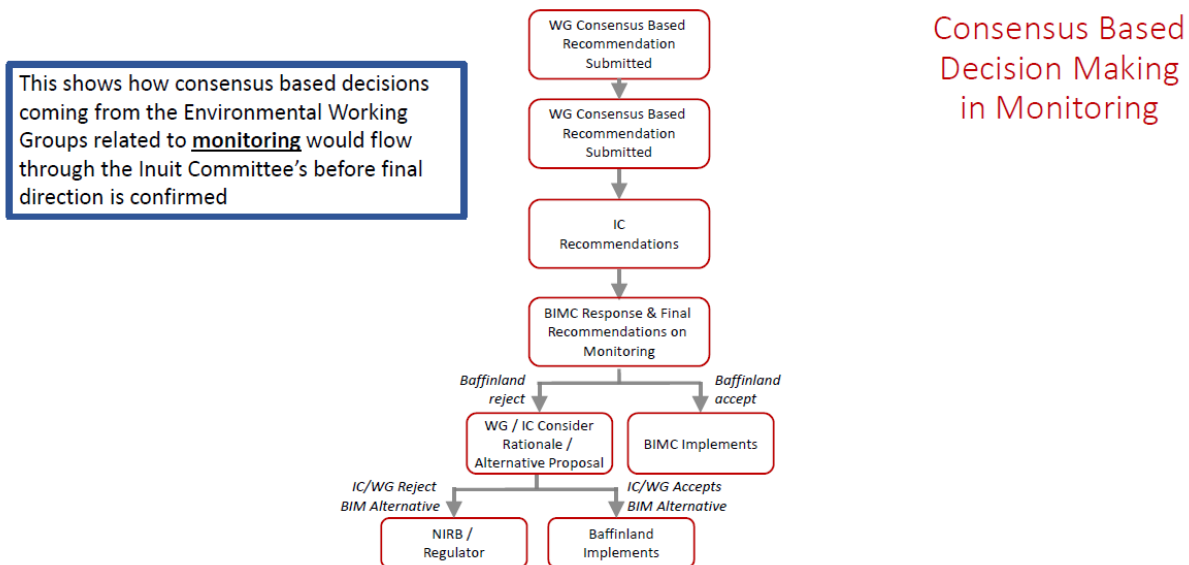 Consensus Based
Decision Making
in Monitoring
This shows how consensus based decisions
coming from the Environmental Working
Groups related to monitoring would flow
through the Inuit Committee’s before final
direction is confirmed
WG Consensus Based
Recommendation
Submitted
WG Consensus Based
Recommendation
Submitted
IC
Recommendations
BIMC Response & Final
Recommendations on
Monitoring
Baffinland
reject
Baffinland
accept
WG / IC Consider
Rationale /
Alternative Proposal
BIMC Implements
IC/WG Reject
BIM Alternative
IC/WG Accepts
BIM Alternative
NIRB /
Regulator
Baffinland
Implements